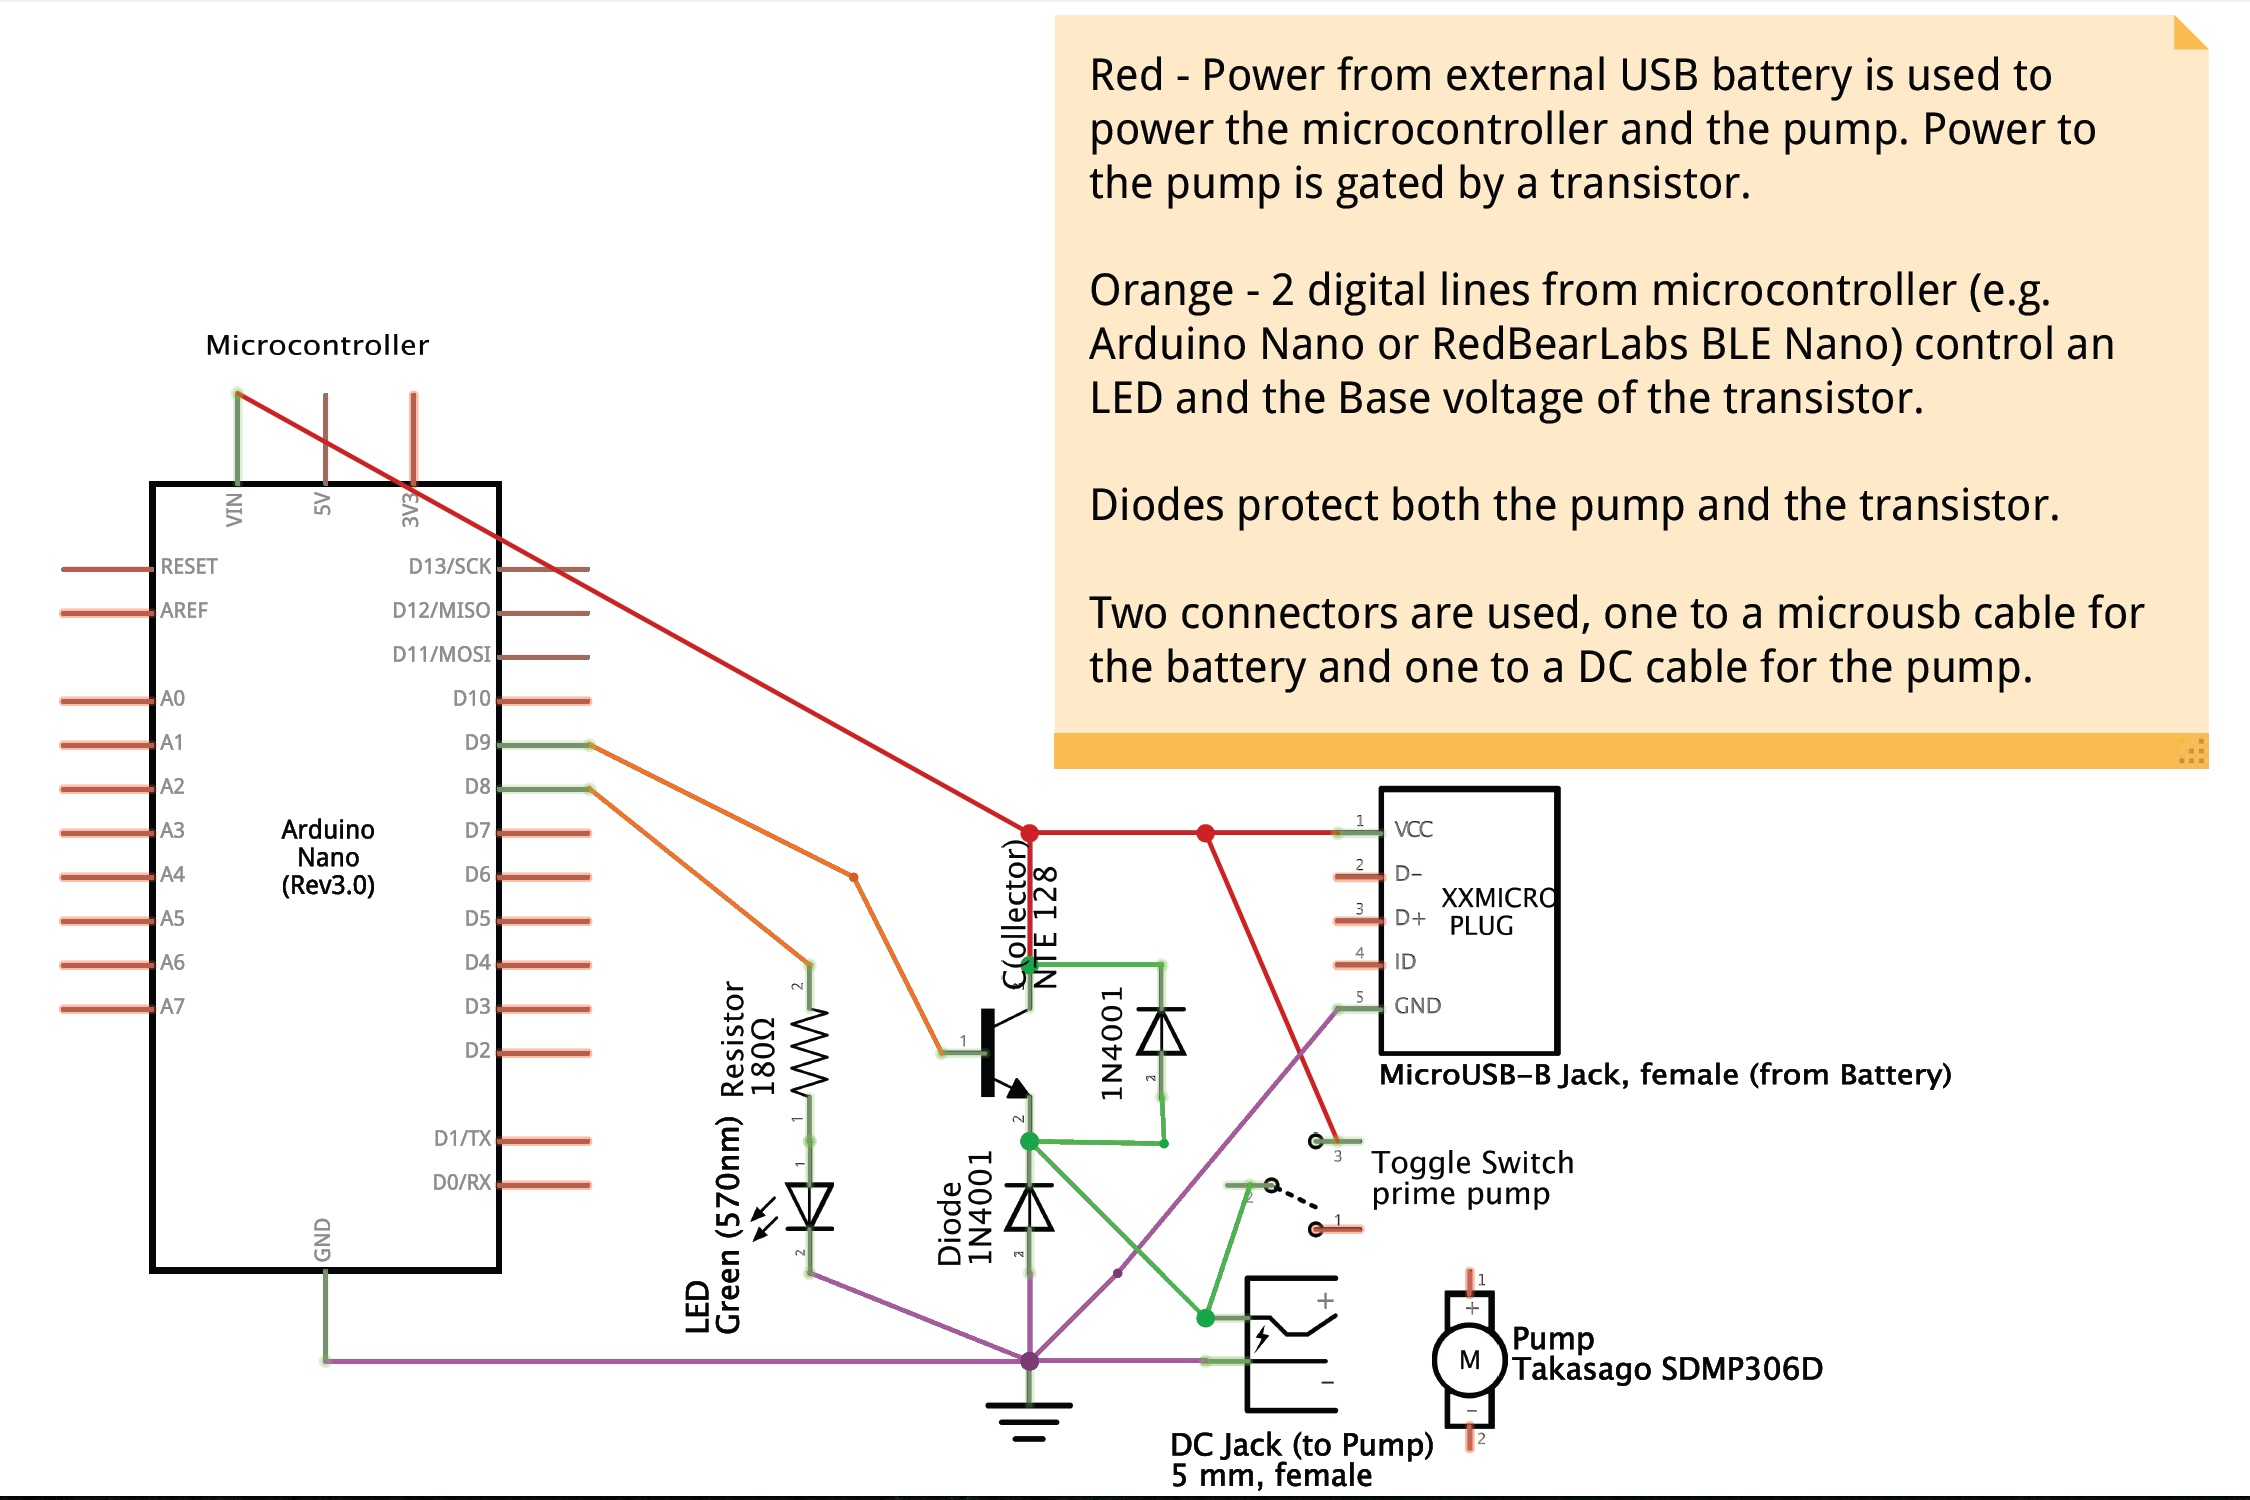 Red - Power from external USB battery is used to
power the microcontroller and the pump. Power to
the pump is gated by a transistor.
Orange - 2 digital lines from microcontroller (e.g.
Arduino Nano or RedBearLabs BLE Nano) control an
LED and the Base voltage of the transistor.
Diodes protect both the pump and the transistor.
Two connectors are used, one to a microusb cable for
the battery and one to a DC cable for the pump.
Microcontroller
VIN
5V
3V3
RESET
AREF
A0
A1
A2
A3
A4
A5
A6
A7
D13/SCK
D12/MISO
D11/MOSI
D10
D9
D8
D7
D6
D5
D4
D3
D2
D1/TX
D0/RX
GND
Arduino
Nano
(Rev3.0)
2
Resistor
180Ω
1
1
LED
Green (570nm)
2
C(ollector)
NTE 128
1
2
1N4001
2
Diode
1N4001
2
1 VCC
2 D-
3 D+
4 ID
5 GND
XXMICRO
PLUG
MicroUSB-B Jack, female (from Battery)
3
2
1
Toggle Switch
prime pump
+
-
DC Jack (to Pump)
5 mm, female
1
+
M
-
2
Pump
Takasago SDMP306D